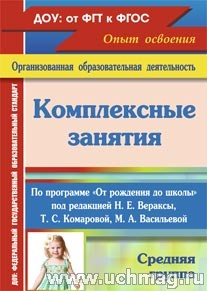 ДОУ: от ФГТ к ФГОС
Опыт освоения
Организованная образовательная деятельность
Комплексные
занятия
По программе «От рождения до школы»
под редакцией Н. Е. Вераксы,
Т. С. Комаровой, М. А. Васильевой
Средняя
группа
ДОУ: ФЕДЕРАЛЬНЫЙ ГОСУДАРСТВЕННЫЙ ОБРАЗОВАТЕЛЬНЫЙ СТАНДАРТ
www.uchmag.ru